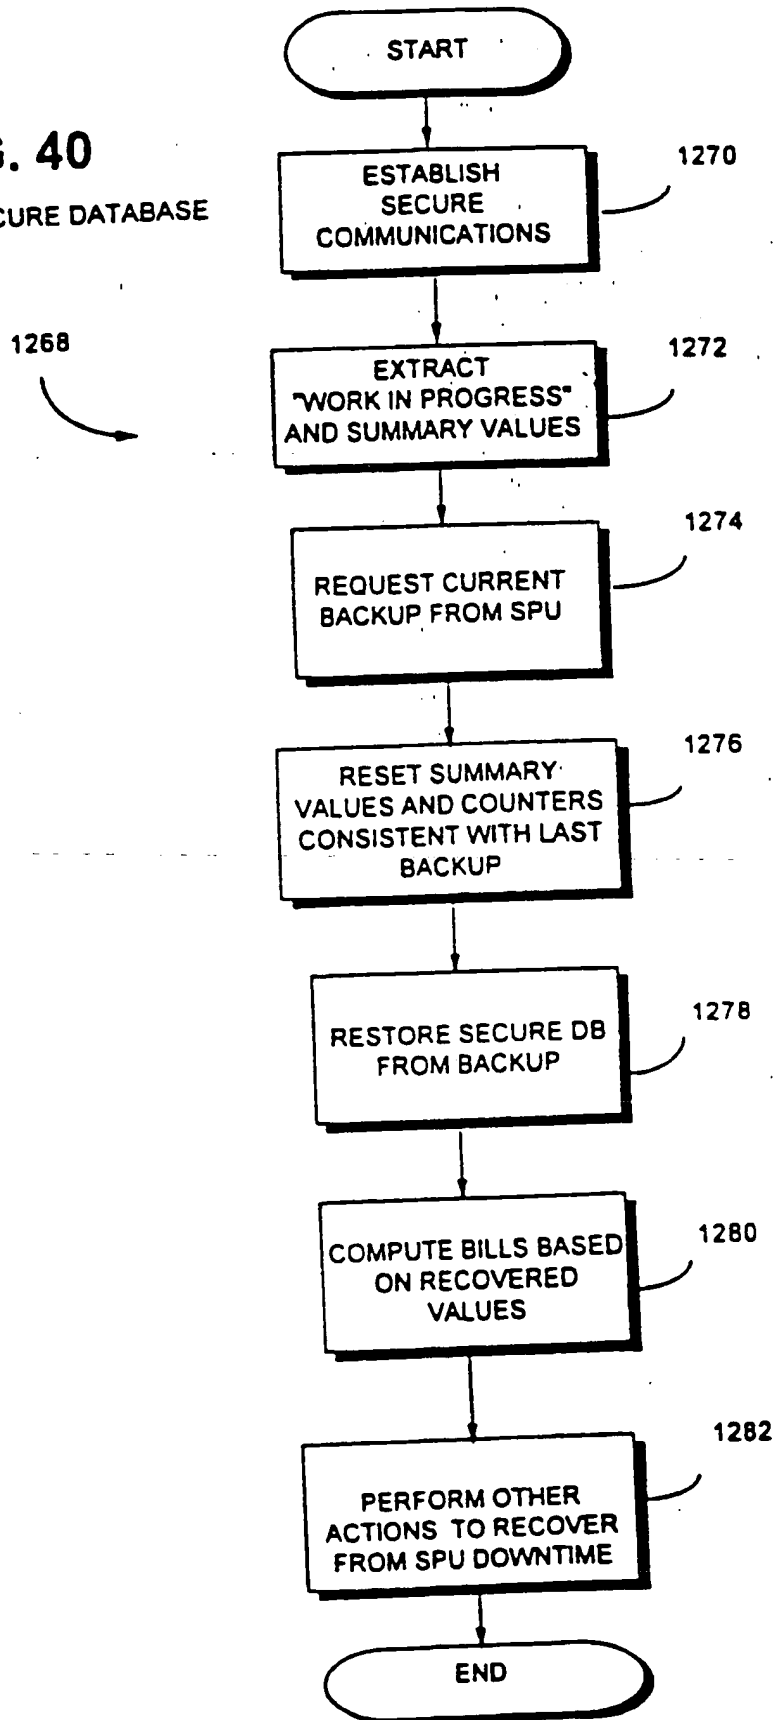 START
. 40
CURE DATABASE
1268
ESTABLISH
SECURE
COMMUNICATIONS
1270
EXTRACT
"WORK IN PROGRESS"
AND SUMMARY VALUES
1272
REQUEST CURRENT
BACKUP FROM SPU
1274
RESET SUMMARY
VALUES AND COUNTERS
CONSISTENT WITH LAST
BACKUP
1276
RESTORE SECURE DB
FROM BACKUP
1278
COMPUTE BILLS BASED
ON RECOVERED
VALUES
1280
PERFORM OTHER
ACTIONS TO RECOVER
FROM SPU DOWNTIME
1282
END